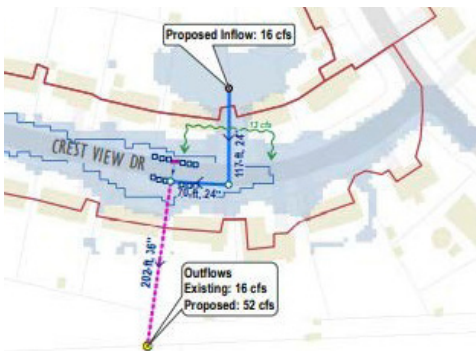 Proposed Inflow: 16 cfs
12 cfs
CREST VIEW DR
117-ft, 24"
70-ft, 24"
202-ft, 36"
Outflows
Existing: 16 cfs
Proposed: 52 cfs